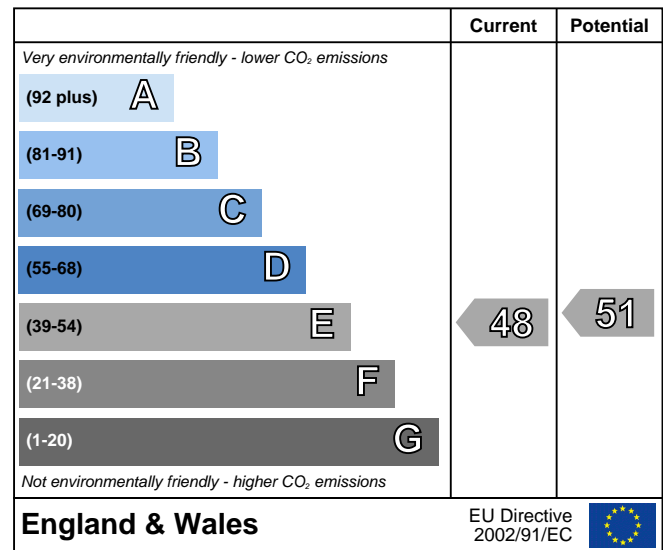 Current Potential
Very environmentally friendly - lower CO₂ emissions
(92 plus) A
(81-91) B
(69-80) C
(55-68) D
(39-54) E 48 51
(21-38) F
(1-20) G
Not environmentally friendly - higher CO₂ emissions
England & Wales
EU Directive
2002/91/EC